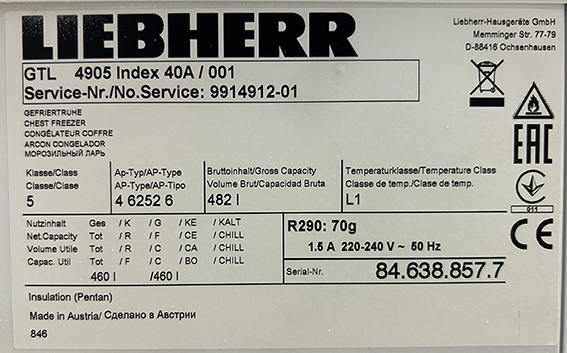 LIEBHERR
Liebherr-Hausgeräte GmbH
Memminger Str. 77-79
D-88416 Ochsenhausen
GTL 4905 Index 40A / 001
Service-Nr./No.Service: 9914912-01
GEFRIERTRUHE
CHEST FREEZER
CONGÉLATEUR COFFRE
ARCON CONGELADOR
МОРОЗИЛЬНЫЙ ЛАРЬ
Klasse/Class Ap-Typ/AP-Type Bruttoinhalt/Gross Capacity Temperaturklasse/Temperature Class
Classe/Clase AP-Type/AP-Tipo Volume Brut/Capacidad Bruta Classe de temp./Clase de temp.
5 4 6252 6 482 l L1
Nutzinhalt Ges / K / G / KE / KALT
Net.Capacity Tot / R / F / CE / CHILL
Volume Utile Tot / R / C / CA / CHILL
Capac. Util Tot / F / C / BO / CHILL
460 l /460 l
R290: 70g
1.5 A 220-240 V ~ 50 Hz
Serial-Nr. 84.638.857.7
Insulation (Pentan)
Made in Austria/ Сделано в Австрии
846
EAC
011
CE